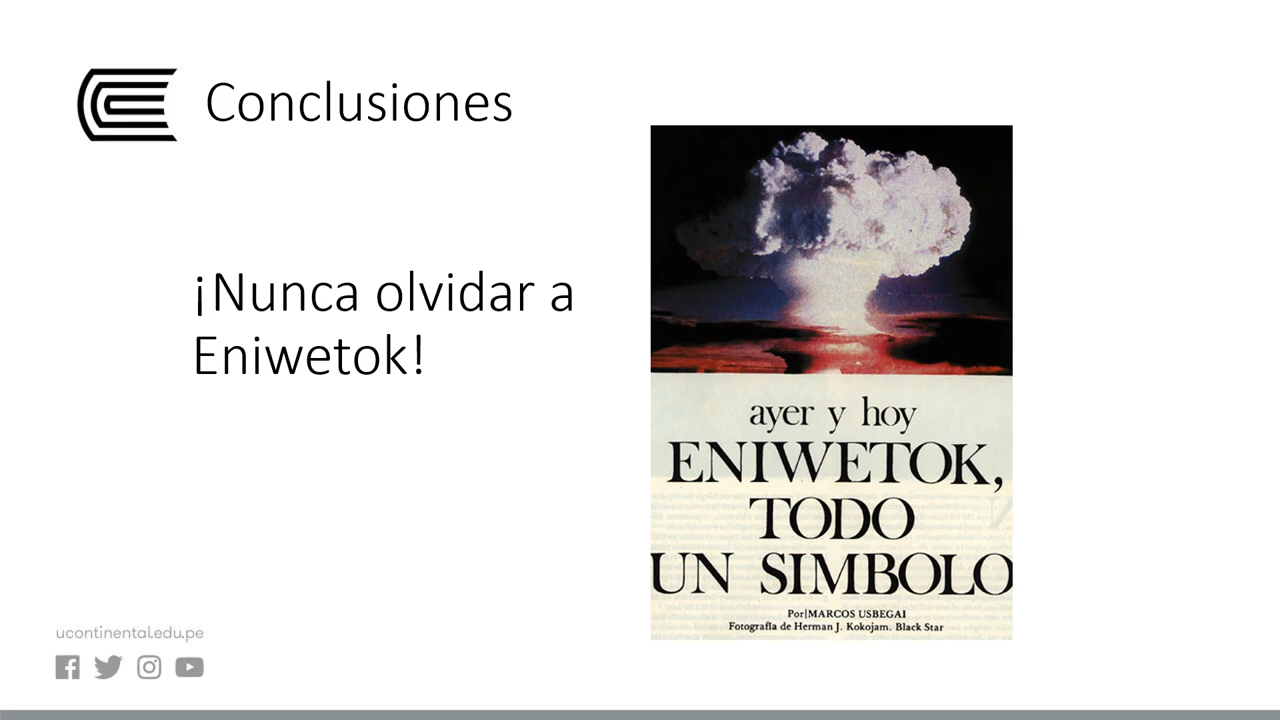 Conclusiones
¡Nunca olvidar a
Eniwetok!
ayer y hoy
ENIWETOK,
TODO
UN SIMBOLO
Por|MARCOS USBEGAI
Fotografía de Herman J. Kokojam. Black Star
ucontinental.edu.pe